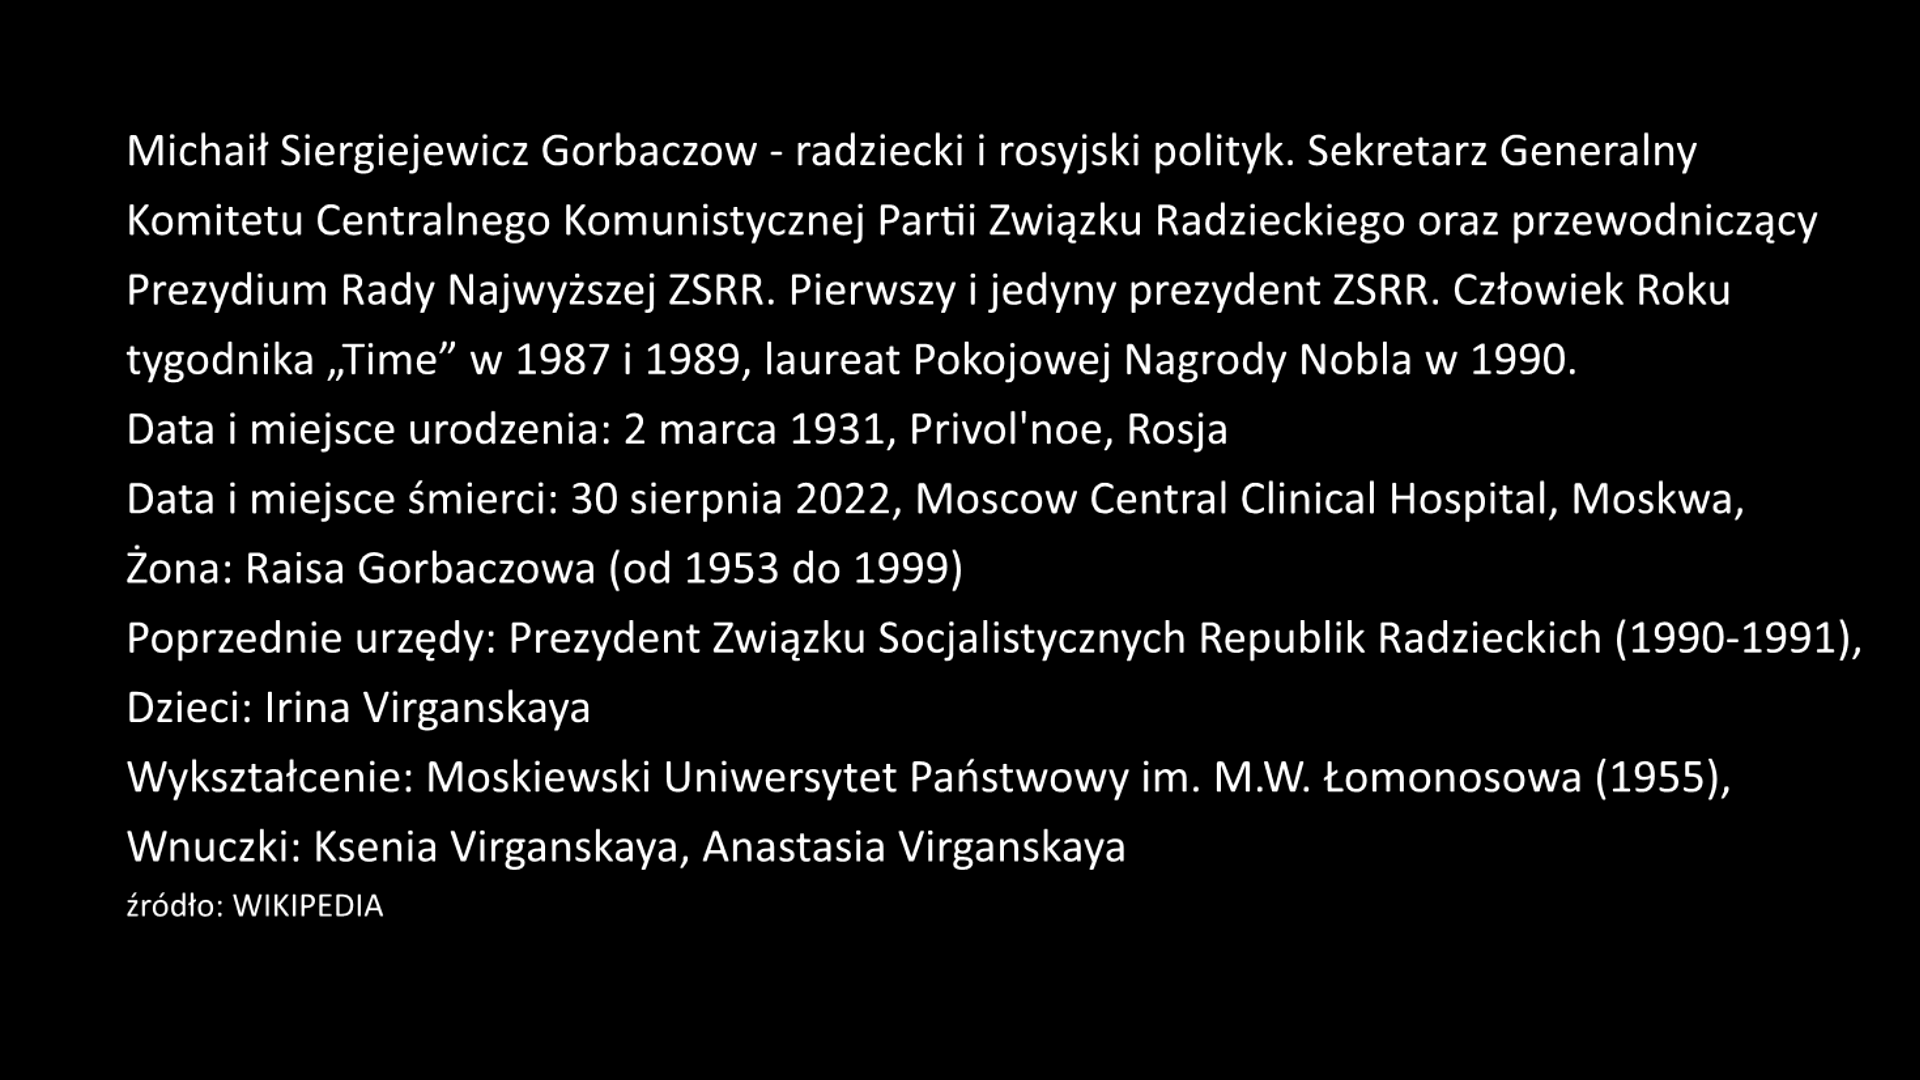 Michaił Siergiejewicz Gorbaczow - radziecki i rosyjski polityk. Sekretarz Generalny
Komitetu Centralnego Komunistycznej Partii Związku Radzieckiego oraz przewodniczący
Prezydium Rady Najwyższej ZSRR. Pierwszy i jedyny prezydent ZSRR. Człowiek Roku
tygodnika „Time” w 1987 i 1989, laureat Pokojowej Nagrody Nobla w 1990.
Data i miejsce urodzenia: 2 marca 1931, Privol'noe, Rosja
Data i miejsce śmierci: 30 sierpnia 2022, Moscow Central Clinical Hospital, Moskwa,
Żona: Raisa Gorbaczowa (od 1953 do 1999)
Poprzednie urzędy: Prezydent Związku Socjalistycznych Republik Radzieckich (1990-1991),
Dzieci: Irina Virganskaya
Wykształcenie: Moskiewski Uniwersytet Państwowy im. M.W. Łomonosowa (1955),
Wnuczki: Ksenia Virganskaya, Anastasia Virganskaya
źródło: WIKIPEDIA